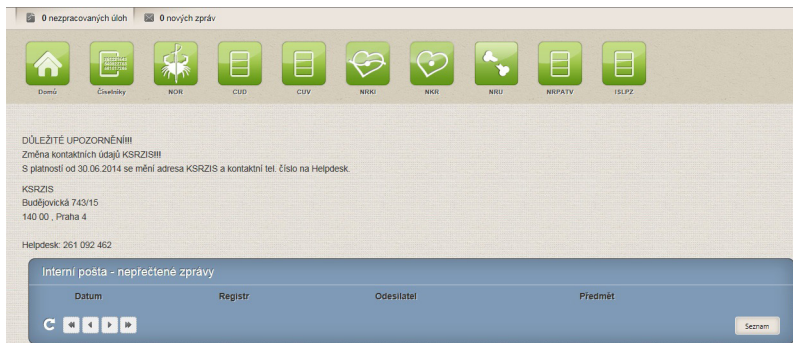 0 nezpracovaných úloh 0 nových zpráv
Domů Číselníky NOR CUD CUV NRKI NKR NRU NRPATV ISLPZ
DŮLEŽITÉ UPOZORNĚNÍ!!!
Změna kontaktních údajů KSRZIS!!!
S platností od 30.06.2014 se mění adresa KSRZIS a kontaktní tel. číslo na Helpdesk.
KSRZIS
Budějovická 743/15
140 00 , Praha 4
Helpdesk: 261 092 462
Interní pošta - nepřečtené zprávy
Datum Registr Odesilatel Předmět
Seznam